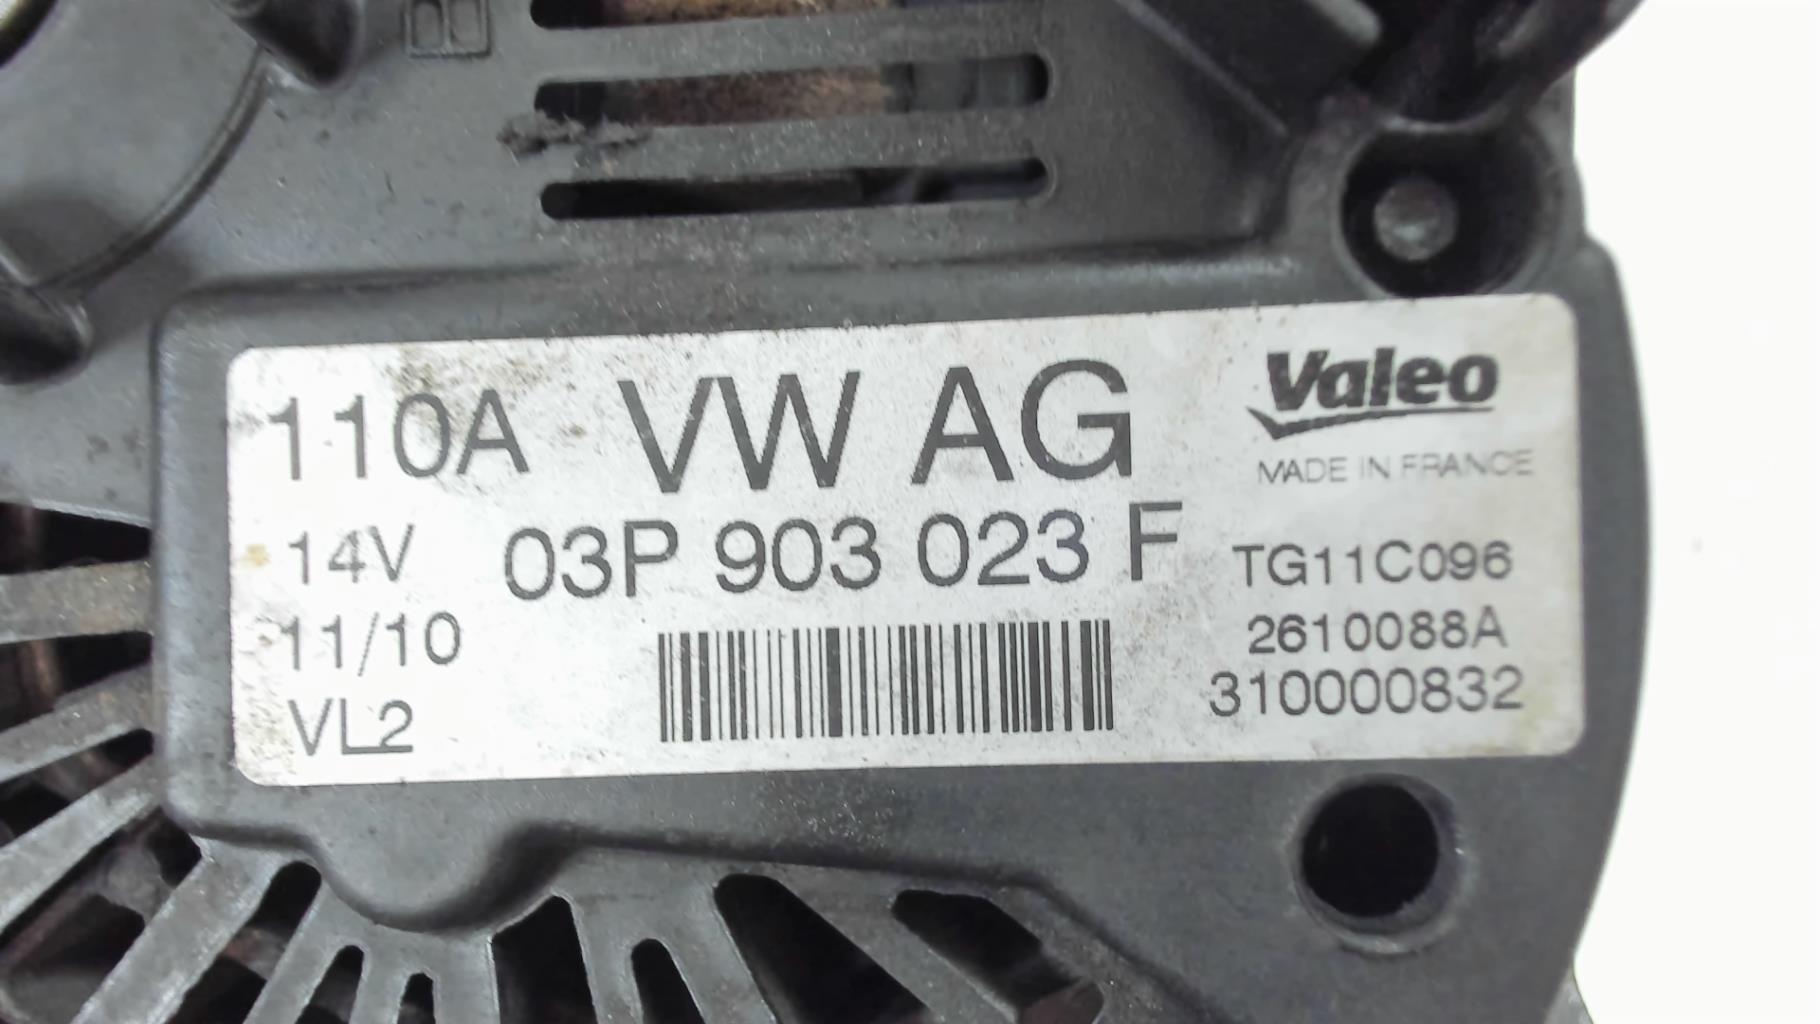 B
110A VW AG Valeo
MADE IN FRANCE
14V 03P 903 023 F TG11C096
11/10 2610088A
VL2 310000832